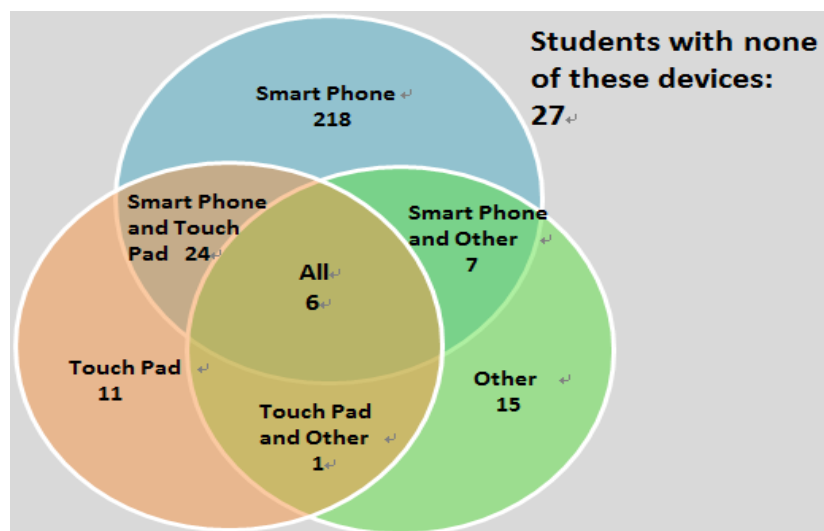 Students with none
of these devices:
27
Smart Phone
218
Smart Phone
and Touch
Pad 24
Smart Phone
and Other
7
All
6
Touch Pad
11
Other
15
Touch Pad
and Other
1